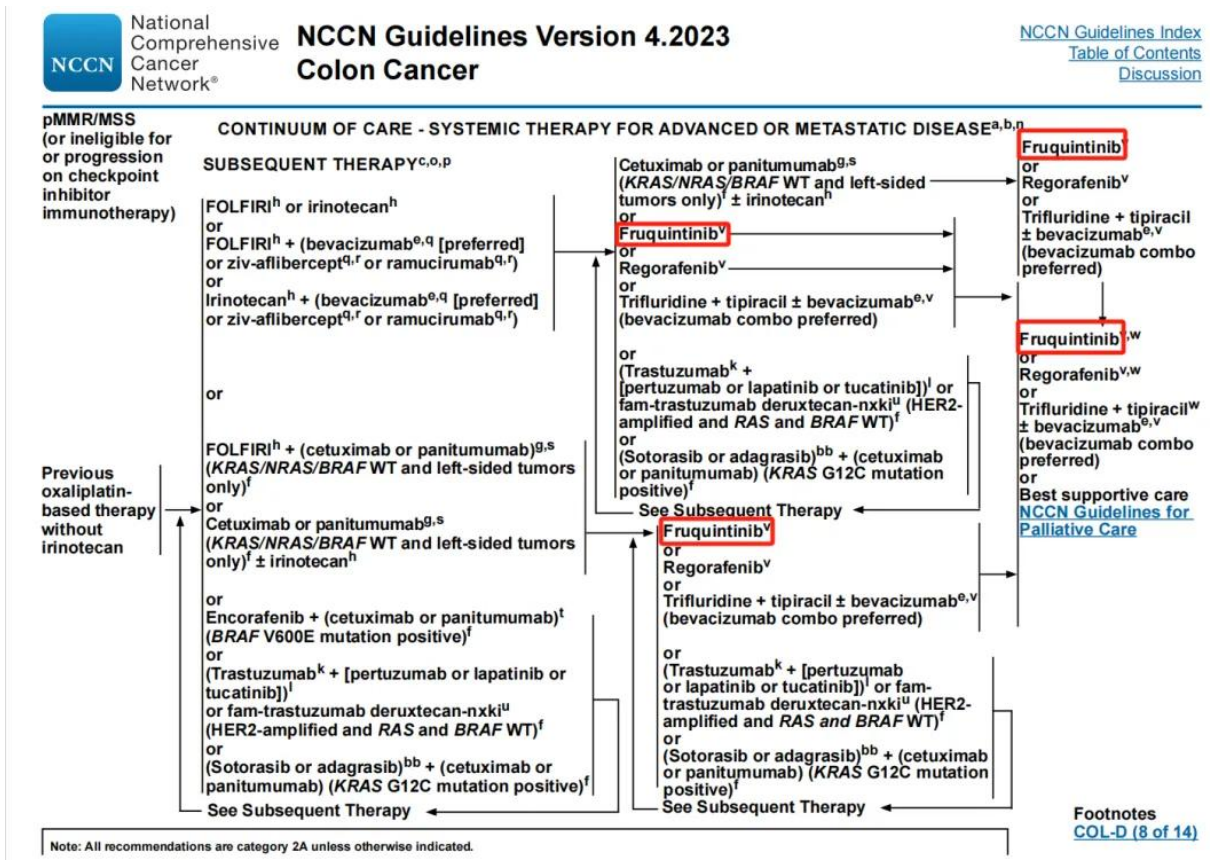 National
Comprehensive
Cancer
Network®
NCCN
NCCN Guidelines Version 4.2023
Colon Cancer
NCCN Guidelines Index
Table of Contents
Discussion
pMMR/MSS
(or ineligible for
or progression
on checkpoint
inhibitor
immunotherapy)
CONTINUUM OF CARE - SYSTEMIC THERAPY FOR ADVANCED OR METASTATIC DISEASEa,b,n
SUBSEQUENT THERAPYc,o,p
Previous
oxaliplatin-
based therapy
without
irinotecan
FOLFIRIh or irinotecanh
or
FOLFIRIh + (bevacizumabe,q [preferred]
or ziv-afliberceptq,r or ramucirumabq,r)
or
Irinotecanh + (bevacizumabe,q [preferred]
or ziv-afliberceptq,r or ramucirumabq,r)
or
FOLFIRIh + (cetuximab or panitumumab)g,s
(KRAS/NRAS/BRAF WT and left-sided tumors
only)f
or
Cetuximab or panitumumabg,s
(KRAS/NRAS/BRAF WT and left-sided tumors
only)f ± irinotecanh
or
Encorafenib + (cetuximab or panitumumab)t
(BRAF V600E mutation positive)f
or
(Trastuzumabk + [pertuzumab or lapatinib or
tucatinib])l
or fam-trastuzumab deruxtecan-nxkiu
(HER2-amplified and RAS and BRAF WT)f
or
(Sotorasib or adagrasib)bb + (cetuximab or
panitumumab) (KRAS G12C mutation positive)f
See Subsequent Therapy
Cetuximab or panitumumabg,s
(KRAS/NRAS/BRAF WT and left-sided
tumors only)f ± irinotecanh
or
Fruquintinibv
or
Regorafenibv
or
Trifluridine + tipiracil ± bevacizumabe,v
(bevacizumab combo preferred)
or
(Trastuzumabk +
[pertuzumab or lapatinib or tucatinib])l or
fam-trastuzumab deruxtecan-nxkiu (HER2-
amplified and RAS and BRAF WT)f
or
(Sotorasib or adagrasib)bb + (cetuximab
or panitumumab) (KRAS G12C mutation
positive)f
See Subsequent Therapy
Fruquintinibv
or
Regorafenibv
or
Trifluridine + tipiracil ± bevacizumabe,v
(bevacizumab combo preferred)
or
(Trastuzumabk + [pertuzumab
or lapatinib or tucatinib])l or fam-
trastuzumab deruxtecan-nxkiu (HER2-
amplified and RAS and BRAF WT)f
or
(Sotorasib or adagrasib)bb + (cetuximab
or panitumumab) (KRAS G12C mutation
positive)f
See Subsequent Therapy
Fruquintinibv
or
Regorafenibv
or
Trifluridine + tipiracil
± bevacizumabe,v
(bevacizumab combo
preferred)
Fruquintinibv,w
or
Regorafenibv,w
or
Trifluridine + tipiracilw
± bevacizumabe,v
(bevacizumab combo
preferred)
or
Best supportive care
NCCN Guidelines for
Palliative Care
Footnotes
COL-D (8 of 14)
Note: All recommendations are category 2A unless otherwise indicated.